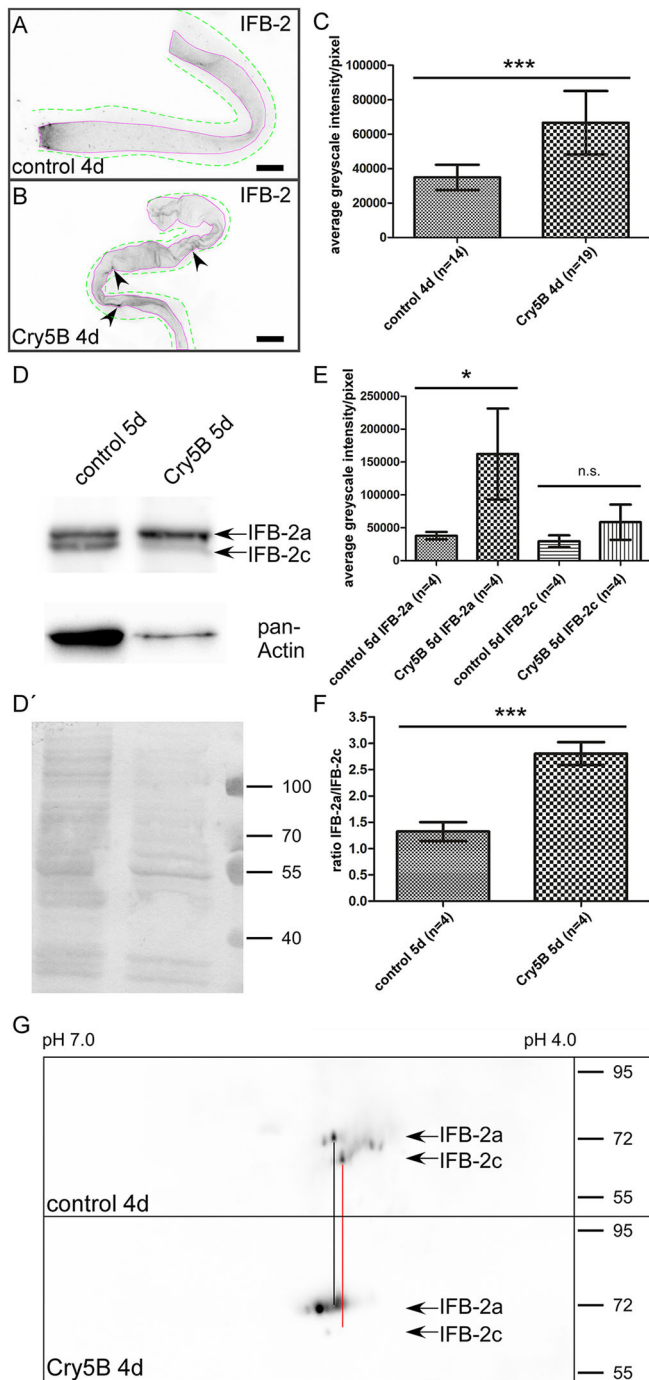 A
IFB-2
control 4d
B
IFB-2
Cry5B 4d
C
average greyscale intensity/pixel
100000
80000
60000
40000
20000
0
***
control 4d (n=14)
Cry5B 4d (n=19)
D
control 5d
Cry5B 5d
IFB-2a
IFB-2c
pan-
Actin
D´
100
70
55
40
E
average greyscale intensity/pixel
250000
200000
150000
100000
50000
0
*
n.s.
control 5d IFB-2a (n=4)
Cry5B 5d IFB-2a (n=4)
control 5d IFB-2c (n=4)
Cry5B 5d IFB-2c (n=4)
F
ratio IFB-2a/IFB-2c
3.5
3.0
2.5
2.0
1.5
1.0
0.5
0.0
***
control 5d (n=4)
Cry5B 5d (n=4)
G
pH 7.0
pH 4.0
IFB-2a
IFB-2c
control 4d
95
72
55
IFB-2a
IFB-2c
Cry5B 4d
95
72
55